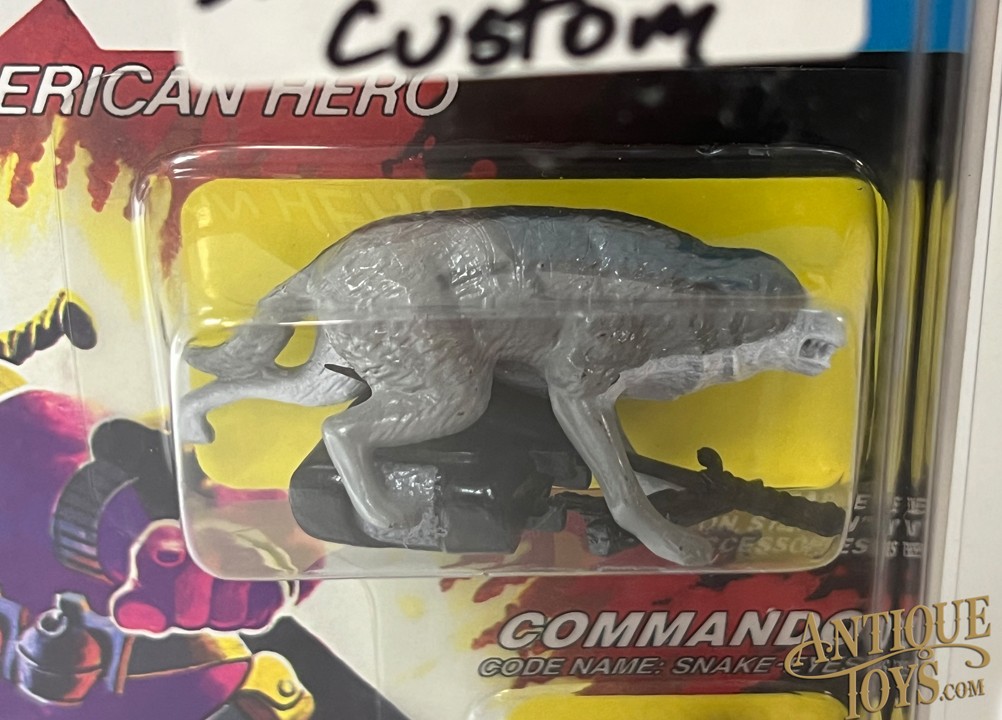 Custom
ERICAN HERO
COMMANDO
CODE NAME: SNAKE-EYES
ANTIQUE
TOYS.COM